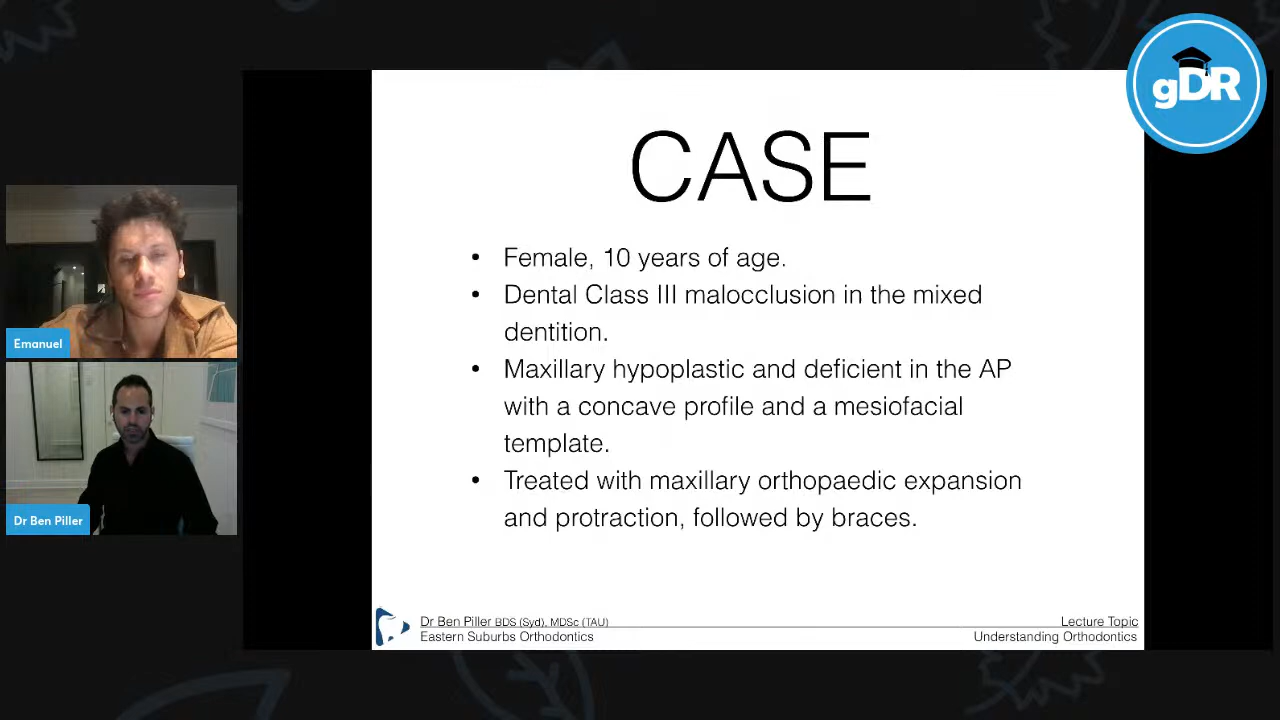 gDR
CASE
• Female, 10 years of age.
• Dental Class III malocclusion in the mixed
dentition.
• Maxillary hypoplastic and deficient in the AP
with a concave profile and a mesiofacial
template.
• Treated with maxillary orthopaedic expansion
and protraction, followed by braces.
Emanuel
Dr Ben Piller
Dr Ben Piller BDS (Syd), MDSc (TAU)
Eastern Suburbs Orthodontics
Lecture Topic
Understanding Orthodontics